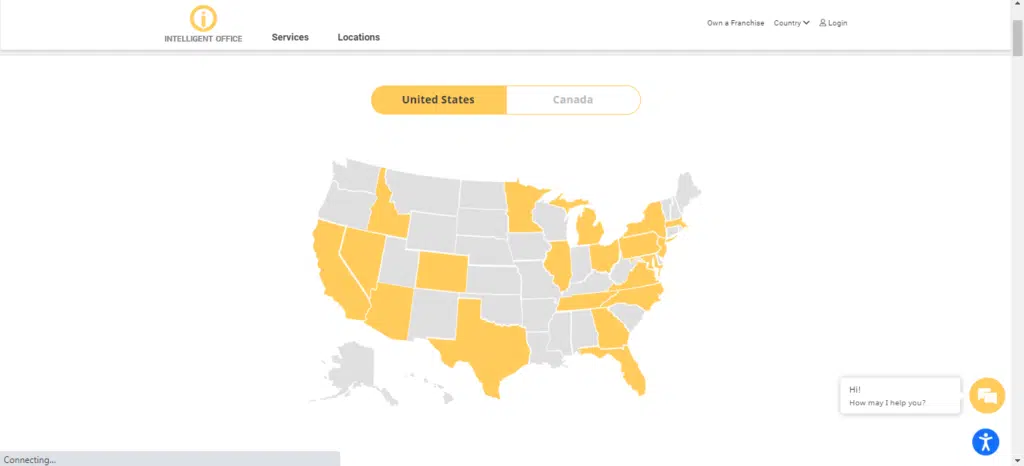 INTELLIGENT OFFICE
Services
Locations
Own a Franchise
Country
Login
United States
Canada
Hi!
How may I help you?
Connecting...